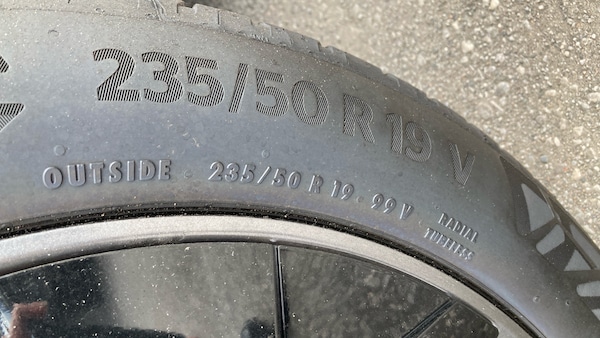 235/50 R 19 V
OUTSIDE 235/50 R 19 99 V RADIAL
TUBELESS